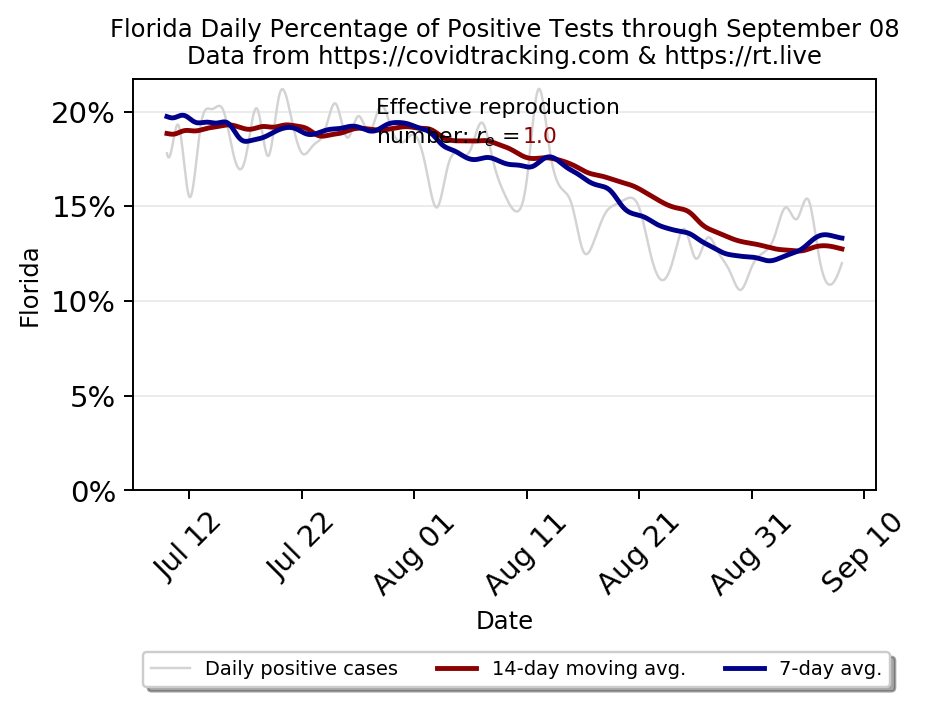 Florida Daily Percentage of Positive Tests through September 08
Data from https://covidtracking.com & https://rt.live
Effective reproduction
number: rₑ =1.0
20%
15%
10%
5%
0%
Florida
Jul 12
Jul 22
Aug 01
Aug 11
Aug 21
Aug 31
Sep 10
Date
Daily positive cases
14-day moving avg.
7-day avg.